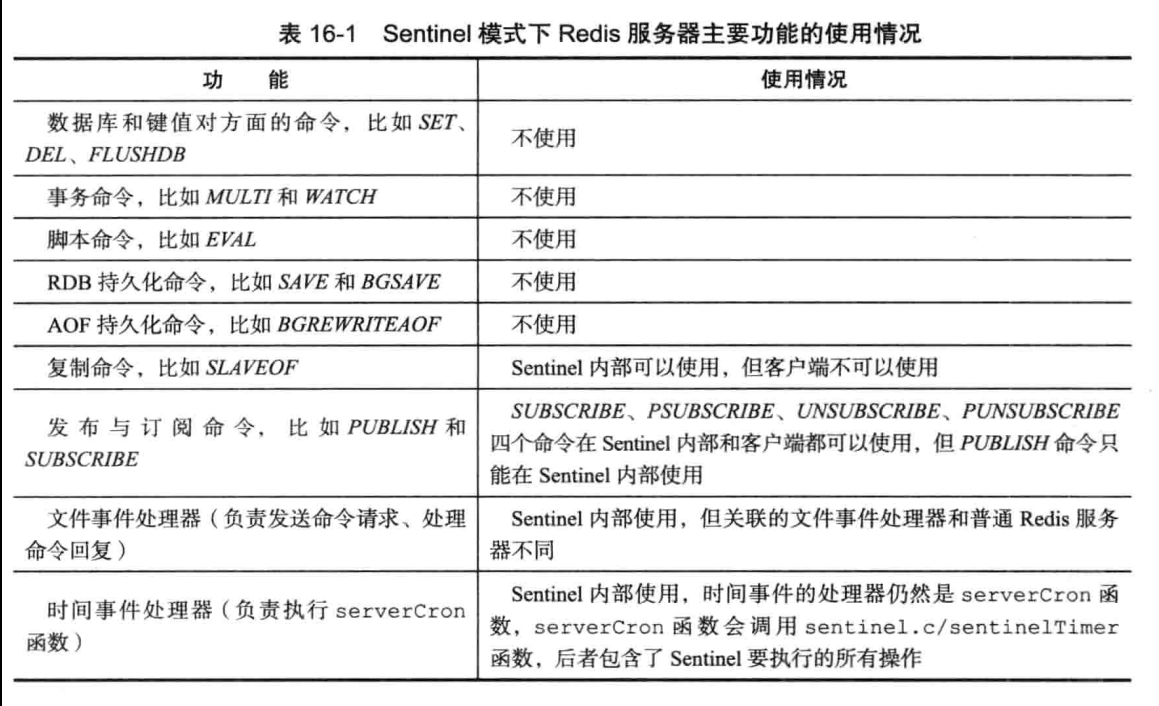 表 16-1 Sentinel 模式下 Redis 服务器主要功能的使用情况
功 能 使用情况
数据库和键值对方面的命令，比如 SET、
DEL、FLUSHDB
不使用
事务命令，比如 MULTI 和 WATCH 不使用
脚本命令，比如 EVAL 不使用
RDB 持久化命令，比如 SAVE 和 BGSAVE 不使用
AOF 持久化命令，比如 BGREWRITEAOF 不使用
复制命令，比如 SLAVEOF Sentinel 内部可以使用，但客户端不可以使用
发布与订阅命令，比如 PUBLISH 和
SUBSCRIBE
SUBSCRIBE、PSUBSCRIBE、UNSUBSCRIBE、PUNSUBSCRIBE
四个命令在 Sentinel 内部和客户端都可以使用，但 PUBLISH 命令只
能在 Sentinel 内部使用
文件事件处理器（负责发送命令请求、处理
命令回复）
Sentinel 内部使用，但关联的文件事件处理器和普通 Redis 服务
器不同
时间事件处理器（负责执行 serverCron
函数）
Sentinel 内部使用，时间事件的处理器仍然是 serverCron 函
数，serverCron 函数会调用 sentinel.c/sentinelTimer
函数，后者包含了 Sentinel 要执行的所有操作